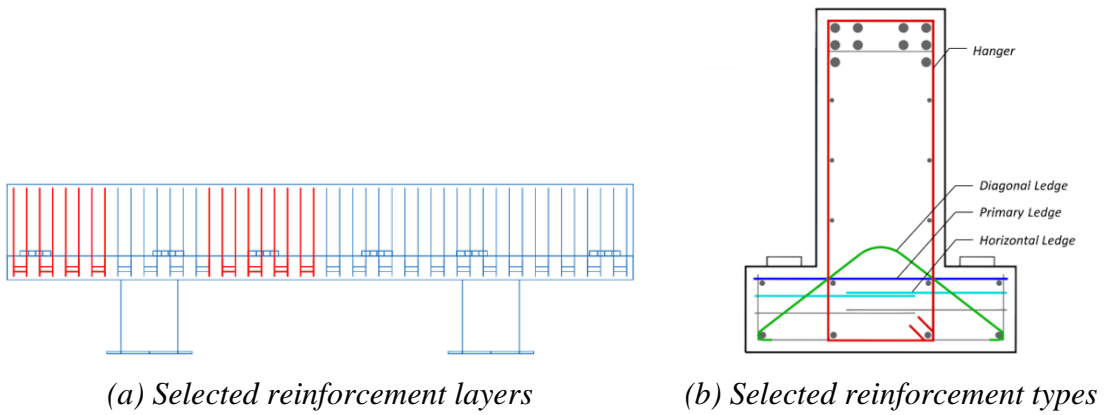 Hanger
Diagonal Ledge
Primary Ledge
Horizontal Ledge
(a) Selected reinforcement layers
(b) Selected reinforcement types